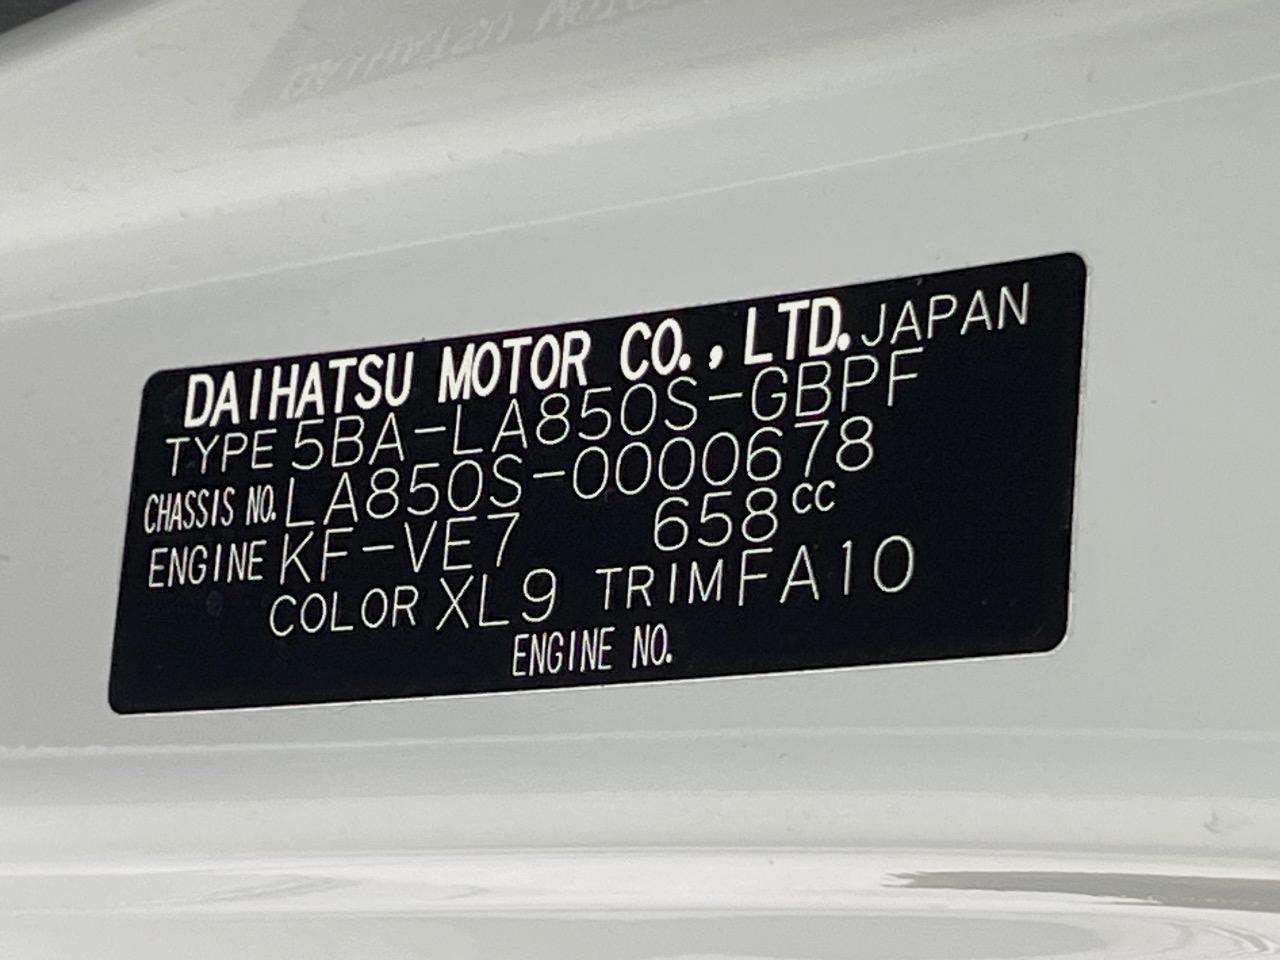 DAIHATSU MOTOR CO., LTD. JAPAN
TYPE 5BA-LA850S-GBPF
CHASSIS NO. LA850S-0000678
ENGINE KF-VE7 658CC
COLOR XL9 TRIM FA10
ENGINE NO.